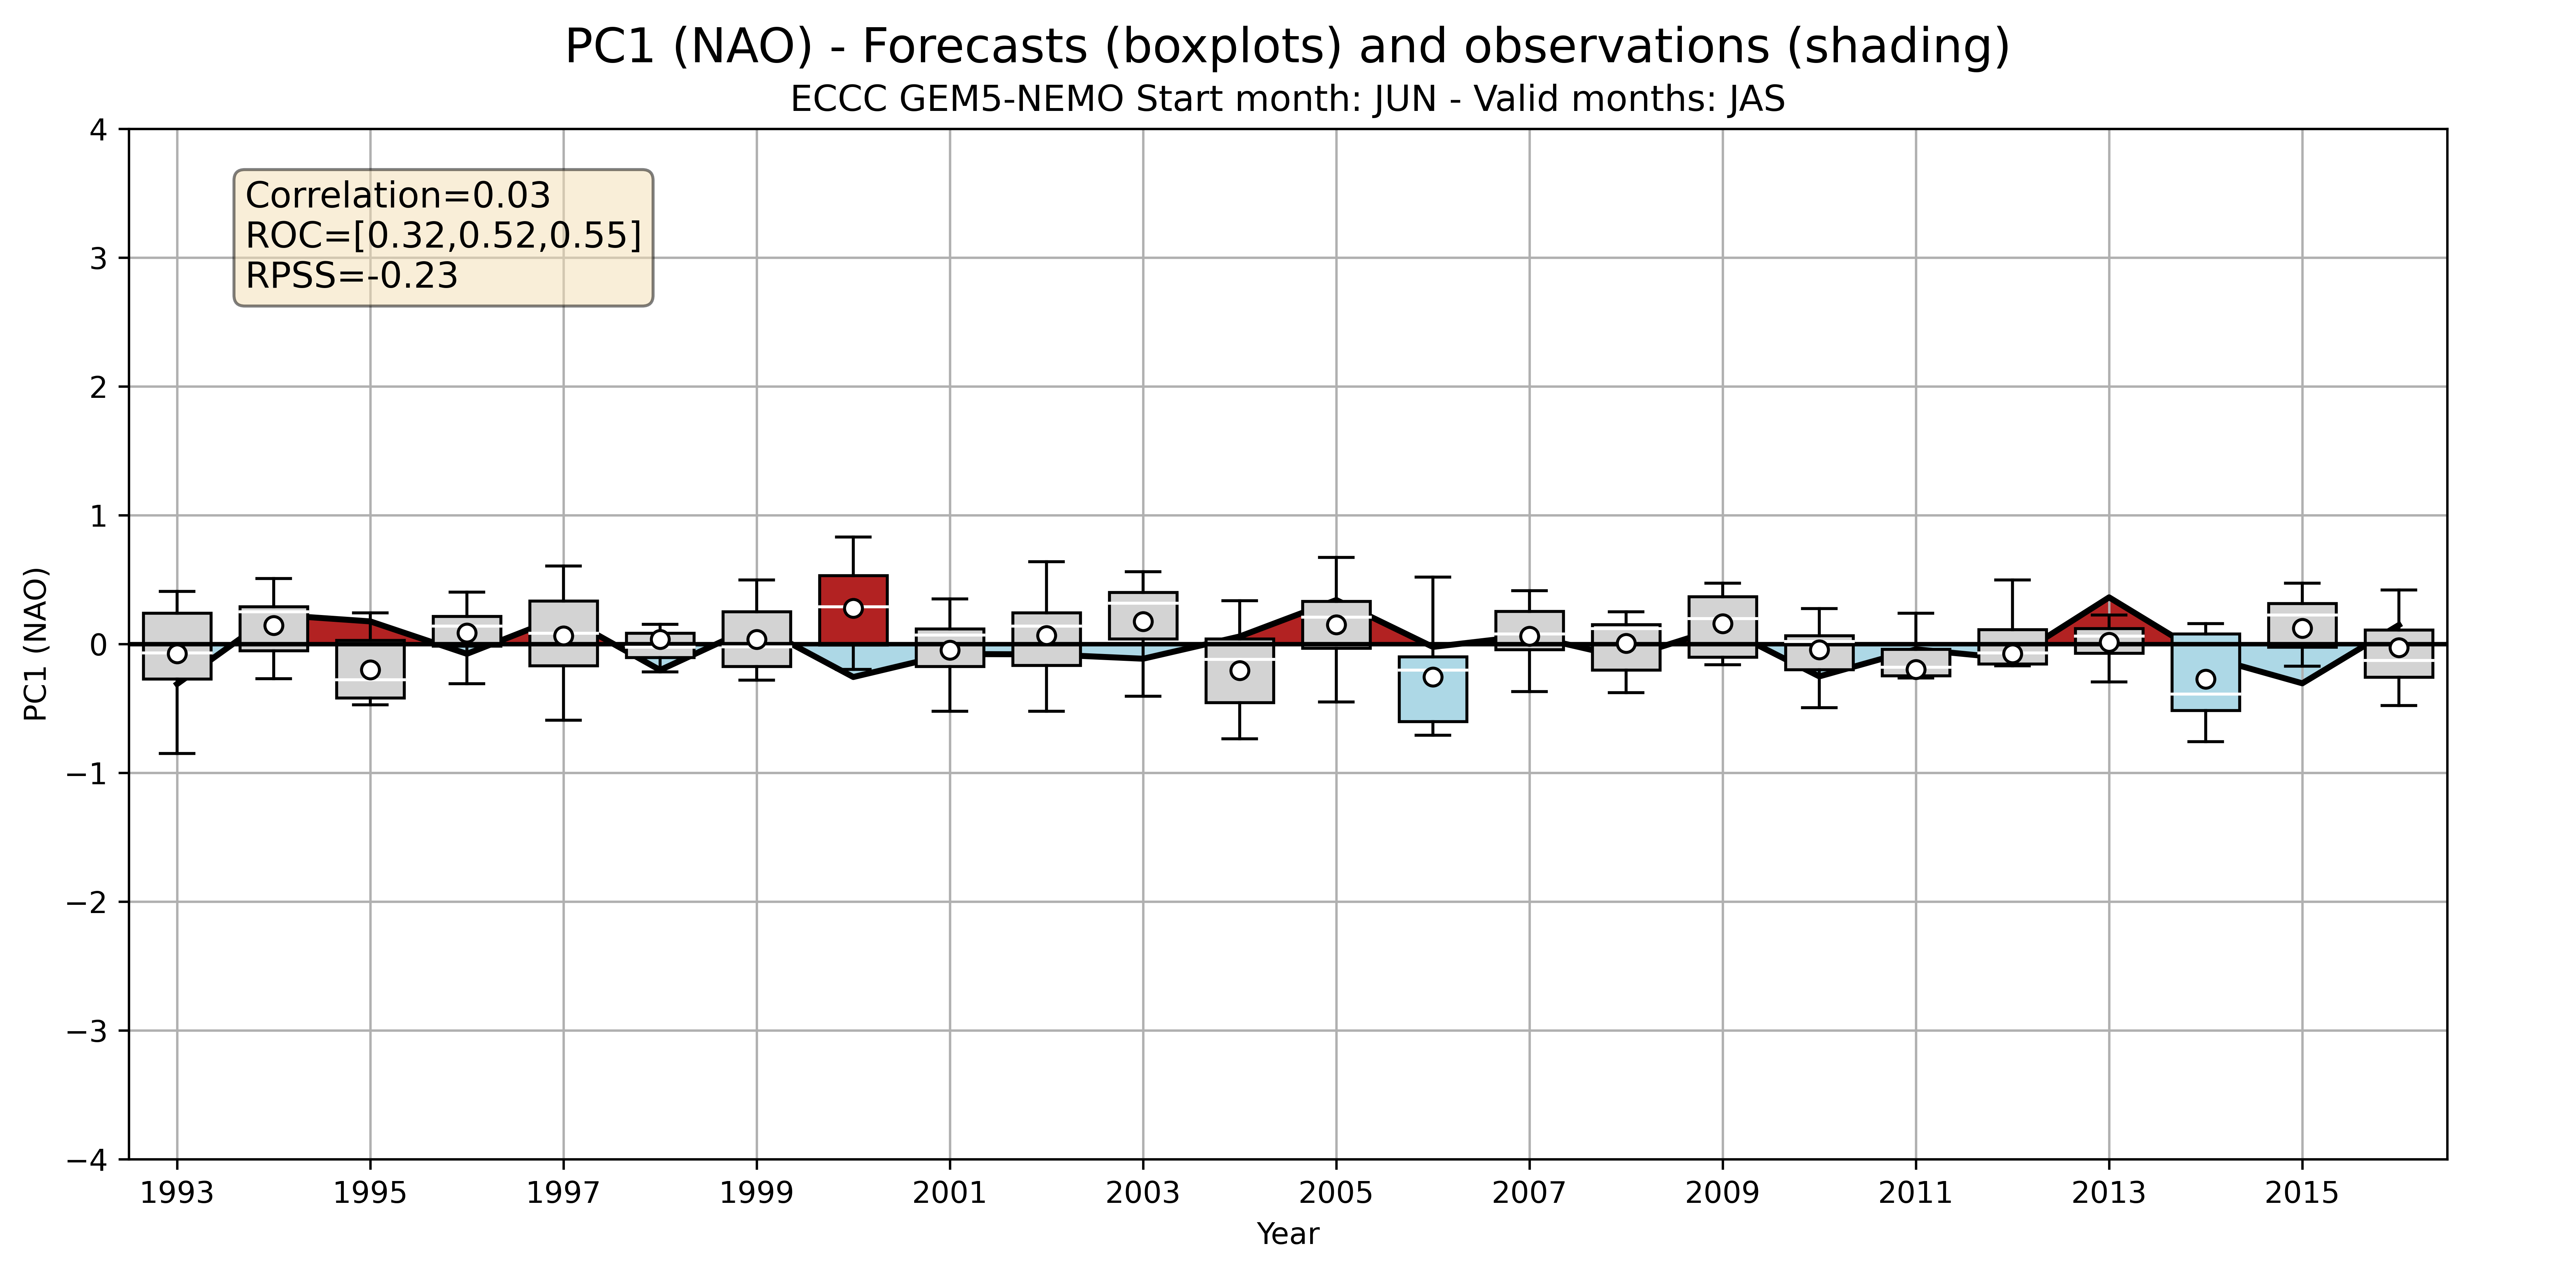 PC1 (NAO) - Forecasts (boxplots) and observations (shading)
ECCC GEM5-NEMO Start month: JUN - Valid months: JAS
Correlation=0.03
ROC=[0.32,0.52,0.55]
RPSS=-0.23
PC1 (NAO)
4
3
2
1
0
−1
−2
−3
−4
1993 1995 1997 1999 2001 2003 2005 2007 2009 2011 2013 2015
Year